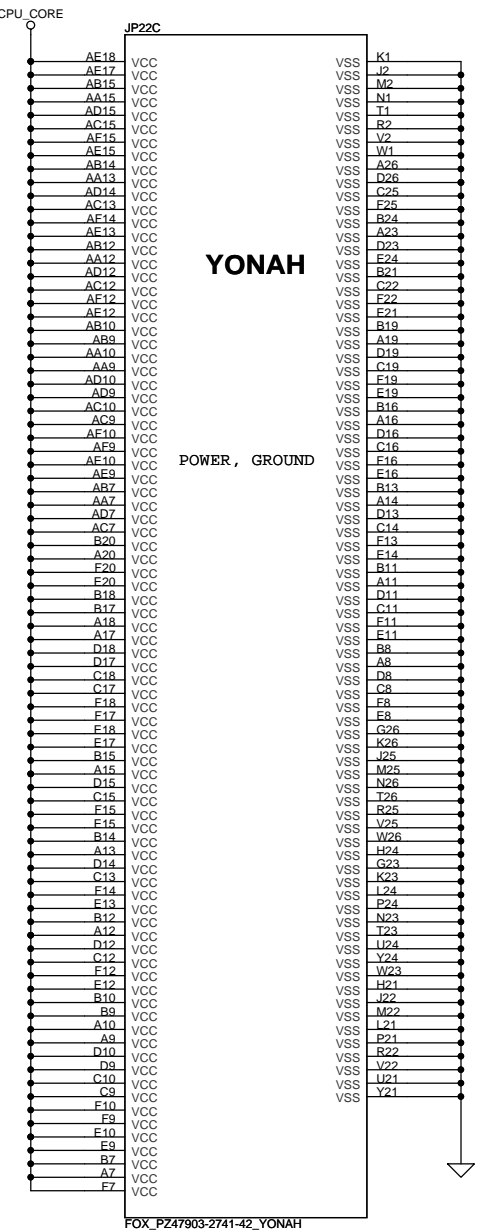 CPU_CORE
JP22C
AE18 VCC VSS K1
AE17 VCC VSS J2
AB15 VCC VSS M2
AA15 VCC VSS N1
AD15 VCC VSS T1
AC15 VCC VSS R2
AF15 VCC VSS V2
AE15 VCC VSS W1
AB14 VCC VSS A26
AA13 VCC VSS D26
AD14 VCC VSS C25
AC13 VCC VSS F25
AF14 VCC VSS B24
AE13 VCC VSS A23
AB12 VCC VSS D23
AA12 VCC VSS E24
YONAH
AD12 VCC VSS B21
AC12 VCC VSS C22
AF12 VCC VSS F22
AE12 VCC VSS E21
AB10 VCC VSS B19
AB9 VCC VSS A19
AA10 VCC VSS D19
AA9 VCC VSS C19
AD10 VCC VSS F19
AD9 VCC VSS E19
AC10 VCC VSS B16
AC9 VCC VSS A16
AF10 VCC VSS D16
AF9 VCC VSS C16
AE10 VCC POWER, GROUND VSS F16
AE9 VCC VSS E16
AB7 VCC VSS B13
AA7 VCC VSS A14
AD7 VCC VSS D13
AC7 VCC VSS C14
B20 VCC VSS F13
A20 VCC VSS E14
F20 VCC VSS B11
E20 VCC VSS A11
B18 VCC VSS D11
B17 VCC VSS C11
A18 VCC VSS F11
A17 VCC VSS E11
D18 VCC VSS B8
D17 VCC VSS A8
C18 VCC VSS D8
C17 VCC VSS C8
F18 VCC VSS F8
F17 VCC VSS E8
E18 VCC VSS G26
E17 VCC VSS K26
B15 VCC VSS J25
A15 VCC VSS M25
D15 VCC VSS N26
C15 VCC VSS T26
F15 VCC VSS R25
E15 VCC VSS V25
B14 VCC VSS W26
A13 VCC VSS H24
D14 VCC VSS G23
C13 VCC VSS K23
F14 VCC VSS L24
E13 VCC VSS P24
B12 VCC VSS N23
A12 VCC VSS T23
D12 VCC VSS U24
C12 VCC VSS Y24
F12 VCC VSS W23
E12 VCC VSS H21
B10 VCC VSS J22
B9 VCC VSS M22
A10 VCC VSS L21
A9 VCC VSS P21
D10 VCC VSS R22
D9 VCC VSS V22
C10 VCC VSS U21
C9 VCC VSS Y21
F10 VCC
F9 VCC
E10 VCC
E9 VCC
B7 VCC
A7 VCC
F7 VCC
FOX_PZ47903-2741-42_YONAH